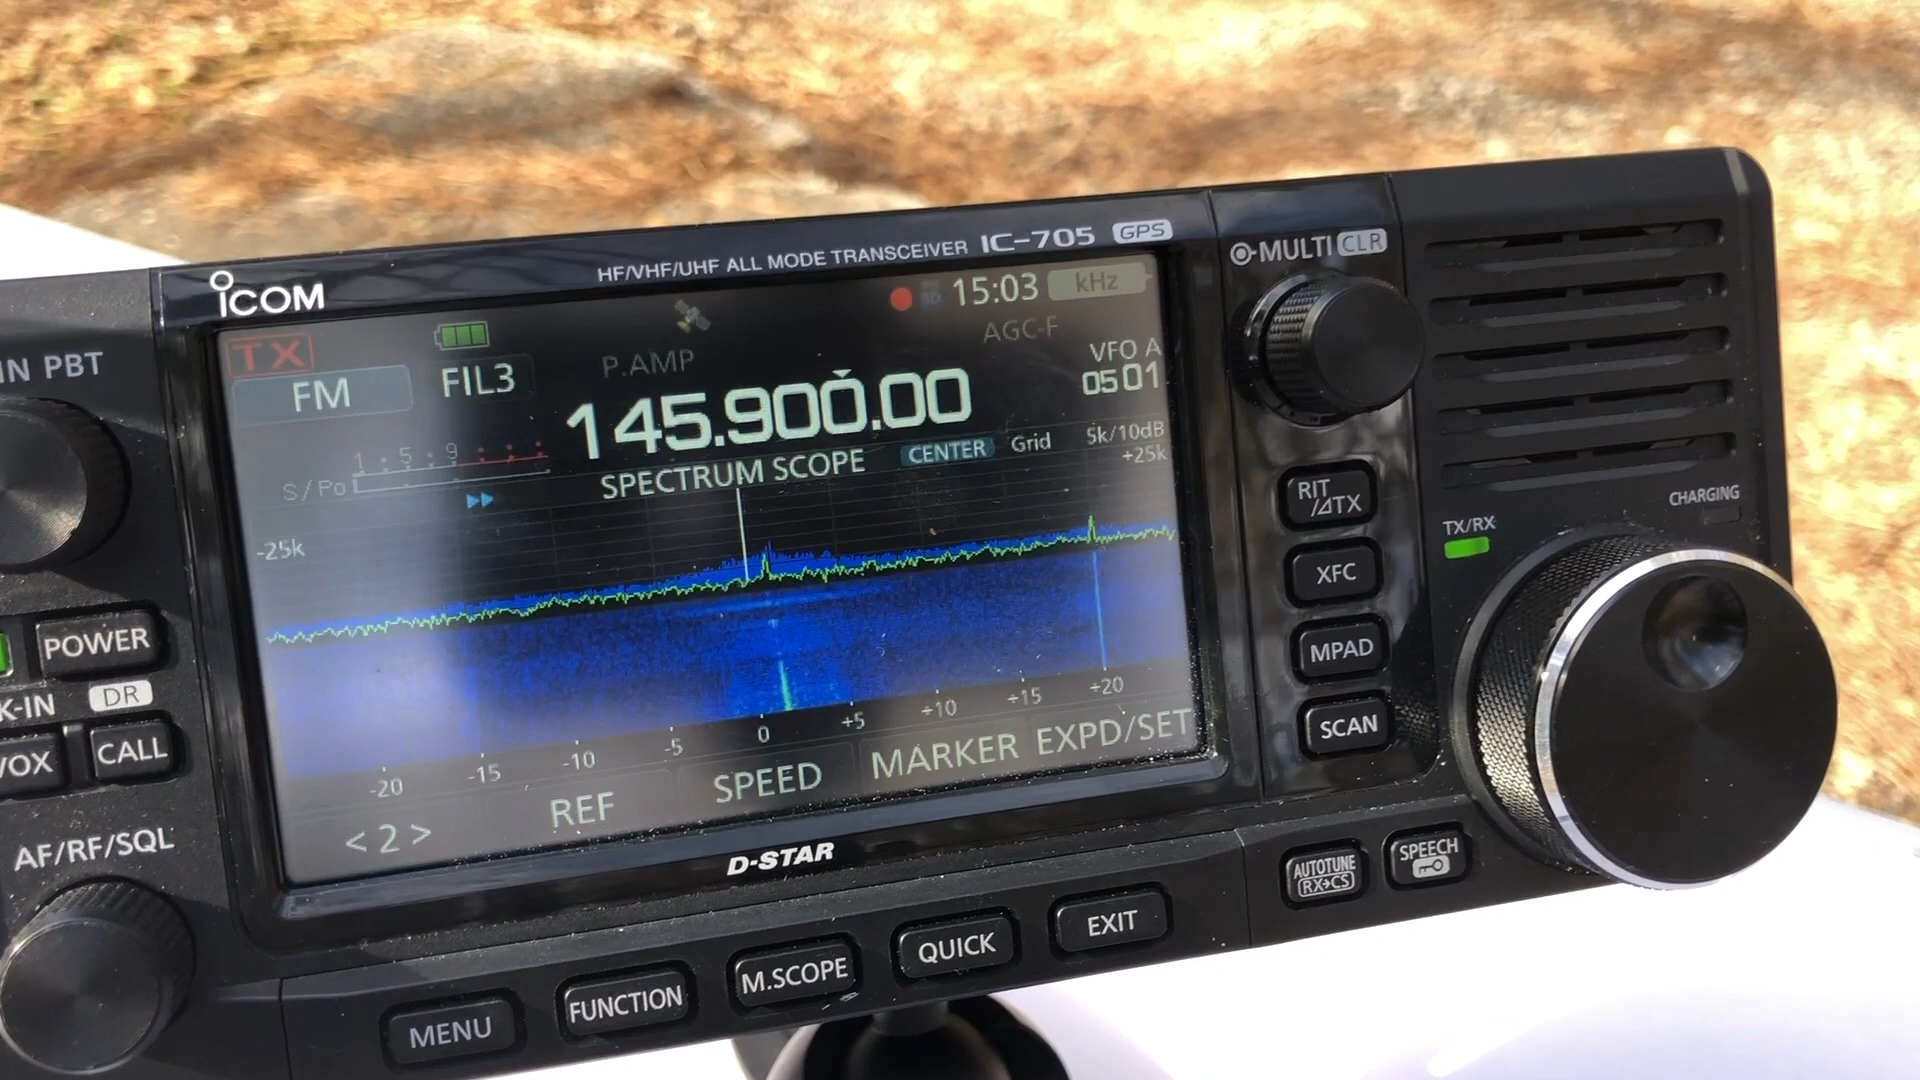 HF/VHF/UHF ALL MODE TRANSCEIVER IC-705 GPS
ICOM
MULTI CLR
15:03 kHz
TX
AGC-F
P.AMP
FM FIL3
VFO A
145.900.00 05 01
1 5 9
S/Po
SPECTRUM SCOPE CENTER Grid 5k/10dB
-25k +25k
-20 -15 -10 -5 0 +5 +10 +15 +20
<2> REF SPEED MARKER EXPD/SET
D-STAR
IN PBT
POWER
K-IN DR
VOX CALL
AF/RF/SQL
RIT
/⊿TX
XFC
MPAD
SCAN
CHARGING
TX/RX
AUTOTUNE
RX→CS
SPEECH
MENU FUNCTION M.SCOPE QUICK EXIT